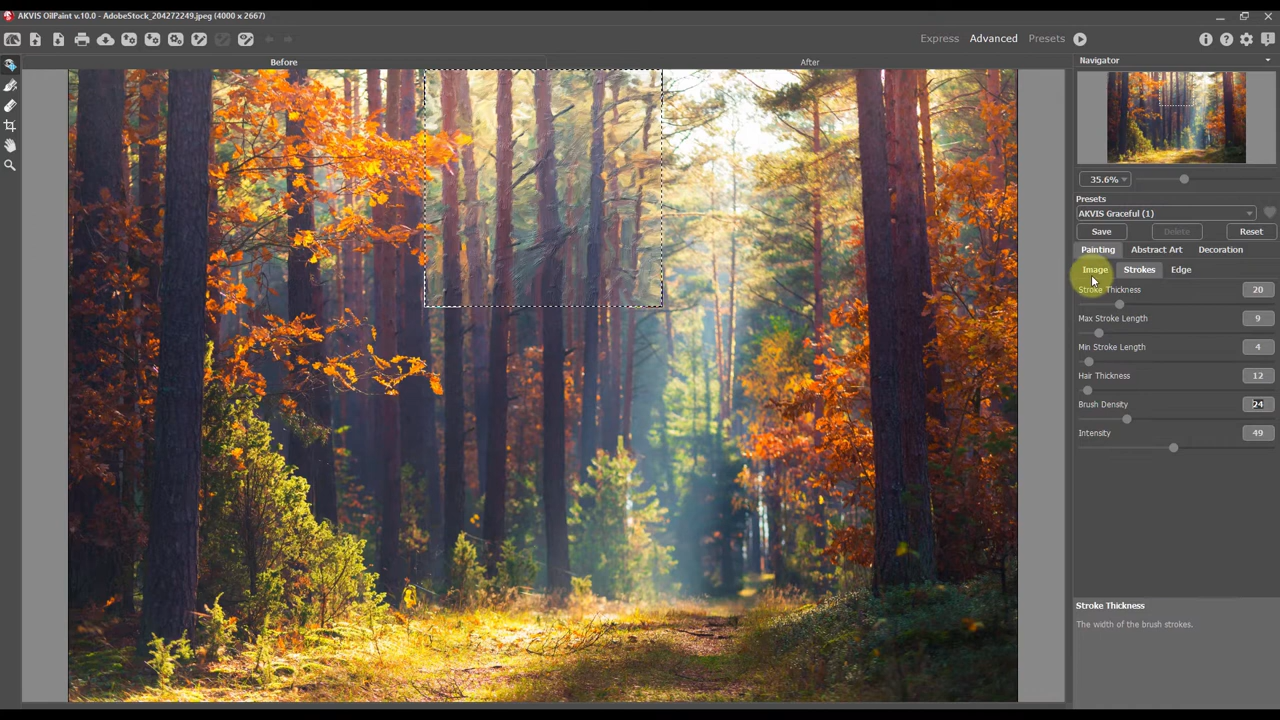 AKVIS OilPaint v.10.0 - AdobeStock_204272249.jpeg (4000 x 2667)
Express Advanced Presets
Before After
Navigator
35.6%
Presets
AKVIS Graceful (1)
Save Delete Reset
Painting Abstract Art Decoration
Image Strokes Edge
Stroke Thickness 20
Max Stroke Length 9
Min Stroke Length 4
Hair Thickness 12
Brush Density 24
Intensity 49
Stroke Thickness
The width of the brush strokes.